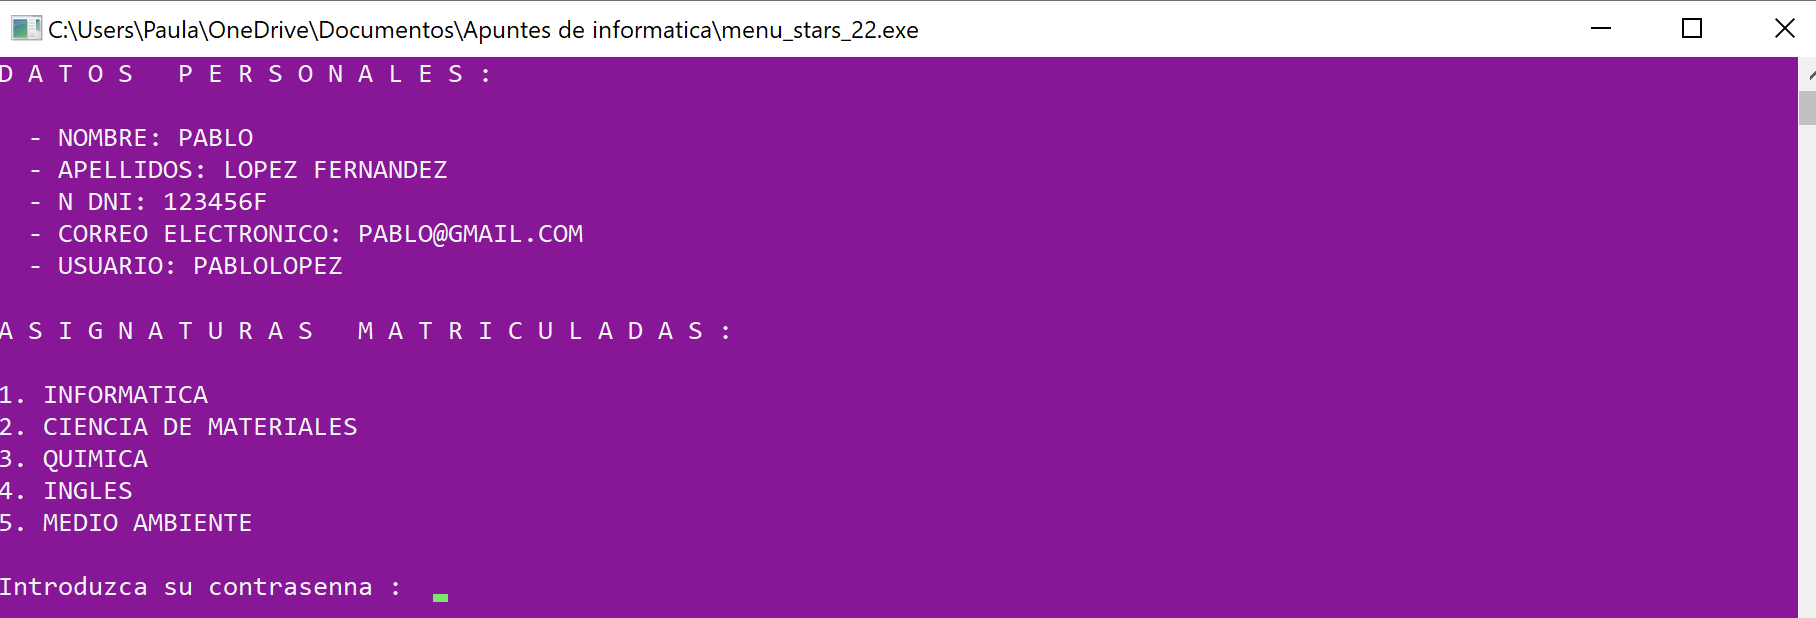 C:\Users\Paula\OneDrive\Documentos\Apuntes de informatica\menu_stars_22.exe
D A T O S   P E R S O N A L E S :
- NOMBRE: PABLO
- APELLIDOS: LOPEZ FERNANDEZ
- N DNI: 123456F
- CORREO ELECTRONICO: PABLO@GMAIL.COM
- USUARIO: PABLOLOPEZ
A S I G N A T U R A S   M A T R I C U L A D A S :
1. INFORMATICA
2. CIENCIA DE MATERIALES
3. QUIMICA
4. INGLES
5. MEDIO AMBIENTE
Introduzca su contrasenna :